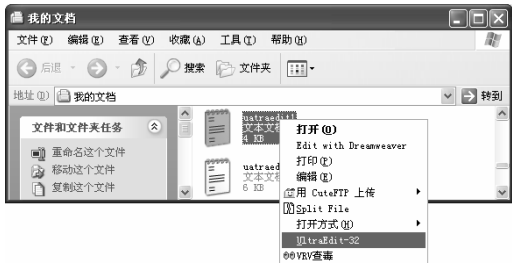 我的文档
文件(F) 编辑(E) 查看(V) 收藏(A) 工具(T) 帮助(H)
后退 搜索 文件夹
地址(D) 我的文档 转到
文件和文件夹任务
重命名这个文件
移动这个文件
复制这个文件
uatraedit1
文本文档
4 KB
uatraed
文本文
6 KB
打开(O)
Edit with Dreamweaver
打印(P)
编辑(E)
用 CuteFTP 上传
Split File
打开方式(H)
UltraEdit-32
VRV查毒